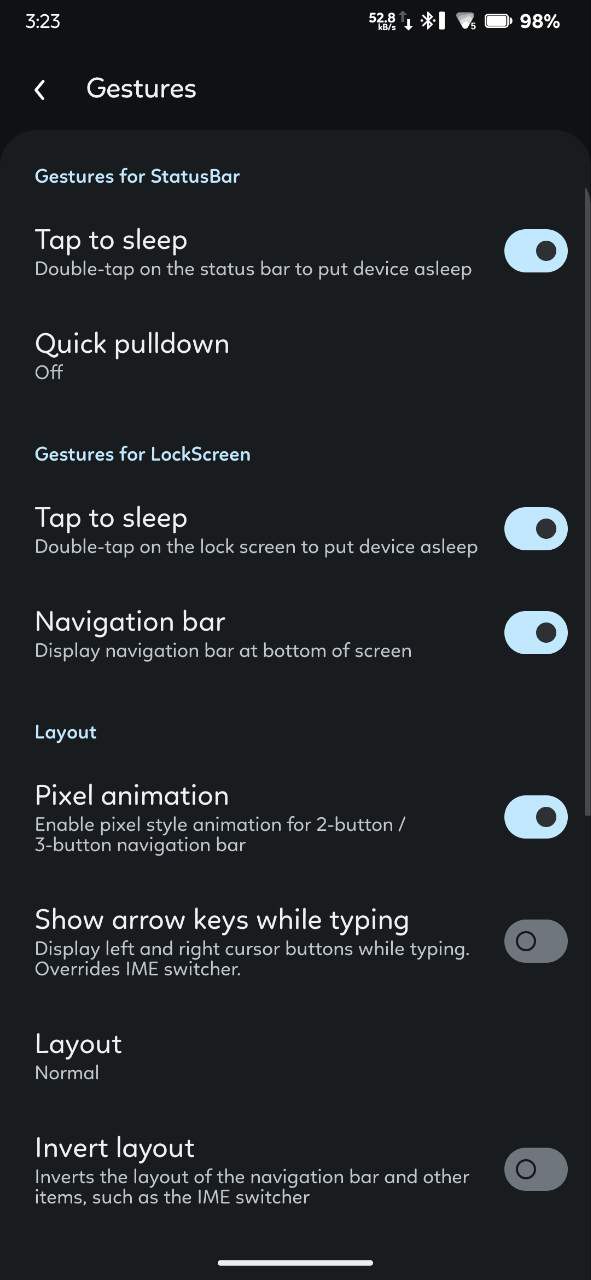 3:23
52.8
kB/s
5
98%
Gestures
Gestures for StatusBar
Tap to sleep
Double-tap on the status bar to put device asleep
Quick pulldown
Off
Gestures for LockScreen
Tap to sleep
Double-tap on the lock screen to put device asleep
Navigation bar
Display navigation bar at bottom of screen
Layout
Pixel animation
Enable pixel style animation for 2-button /
3-button navigation bar
Show arrow keys while typing
Display left and right cursor buttons while typing.
Overrides IME switcher.
Layout
Normal
Invert layout
Inverts the layout of the navigation bar and other
items, such as the IME switcher